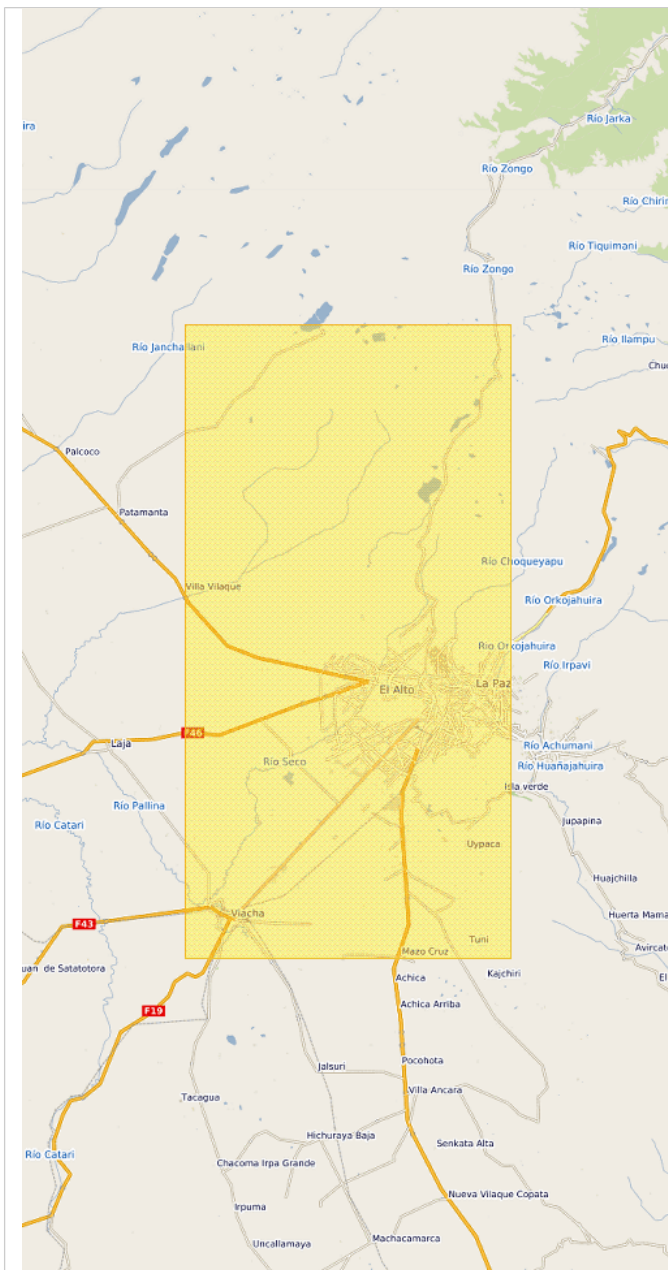 Río Jarka
ira
Río Zongo
Río Chirin
Río Tiquimani
Río Zongo
Río Janchallani
Río Ilampu
Chu
Palcoco
Patamanta
Río Choqueyapu
Villa Vilaque
Río Orkojahuira
Río Orkojahuira
Río Irpavi
La Paz
El Alto
F46
Laja
Río Achumani
Río Seco
Río Huañajahuira
Isla verde
Río Pallina
Jupapina
Río Catari
Uypaca
Huajchilla
Viacha
Huerta Mama
F43
Tuni
Avircat
Mazo Cruz
uan de Satatotora
Kajchiri
Achica
El
Achica Arriba
F19
Pocohota
Jalsuri
Villa Ancara
Tacagua
Hichuraya Baja
Senkata Alta
Río Catari
Chacoma Irpa Grande
Nueva Vilaque Copata
Irpuma
Machacamarca
Uncallamaya